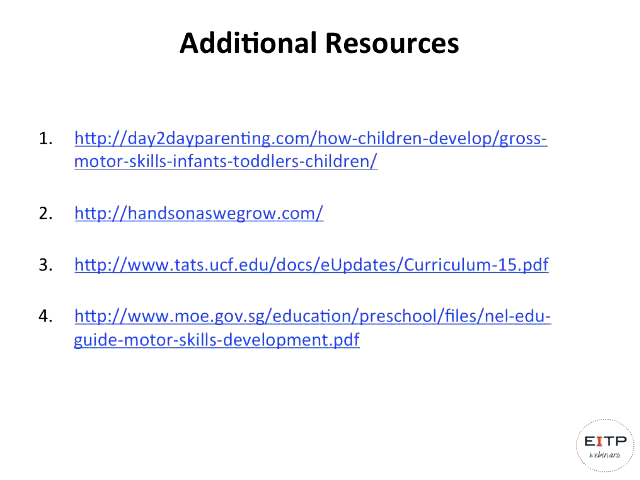 Additional Resources
1. http://day2dayparenting.com/how-children-develop/gross-
motor-skills-infants-toddlers-children/
2. http://handsonaswegrow.com/
3. http://www.tats.ucf.edu/docs/eUpdates/Curriculum-15.pdf
4. http://www.moe.gov.sg/education/preschool/files/nel-edu-
guide-motor-skills-development.pdf
EITP
webinars